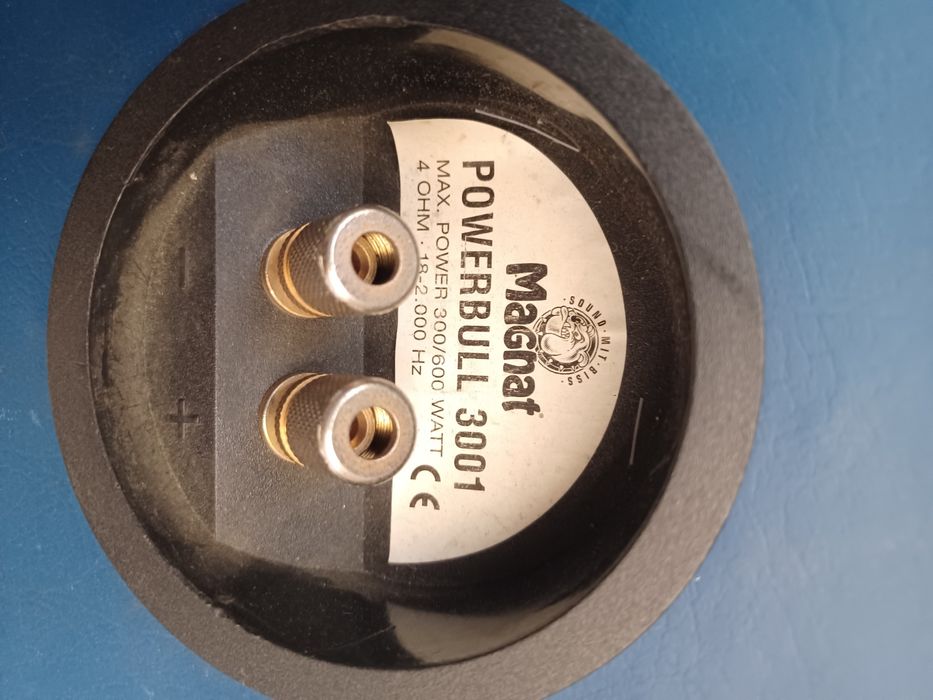 · SOUND · MIT · BISS ·
Magnat
POWERBULL 3001
MAX. POWER 300/600 WATT
4 OHM · 18-2.000 Hz
CE
- +